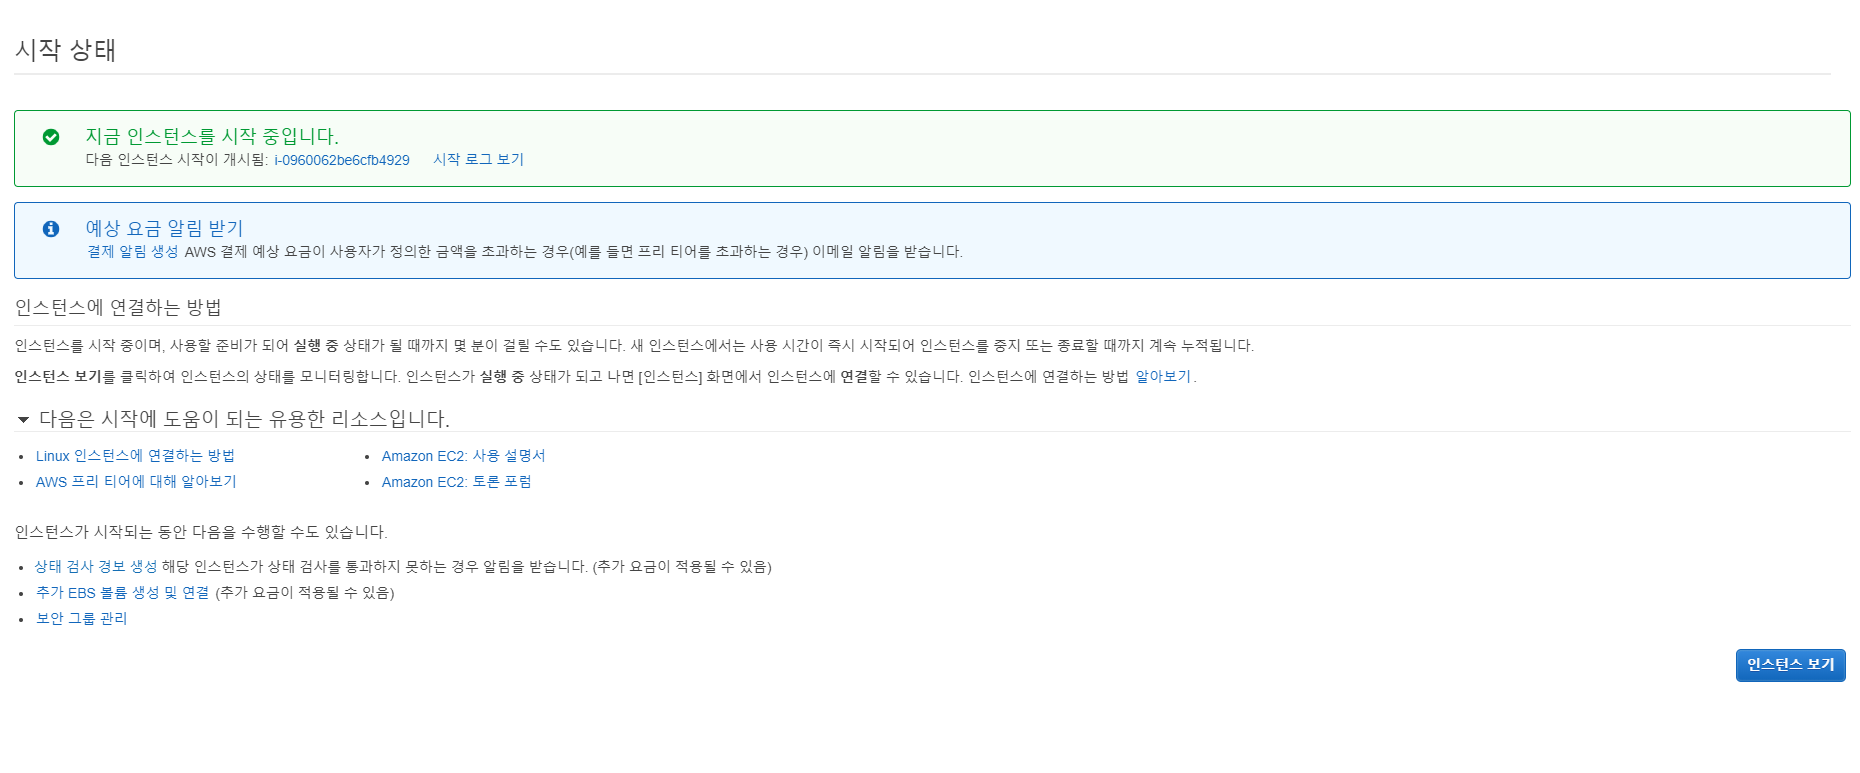 시작 상태
지금 인스턴스를 시작 중입니다.
다음 인스턴스 시작이 개시됨: i-0960062be6cfb4929 시작 로그 보기
예상 요금 알림 받기
결제 알림 생성 AWS 결제 예상 요금이 사용자가 정의한 금액을 초과하는 경우(예를 들면 프리 티어를 초과하는 경우) 이메일 알림을 받습니다.
인스턴스에 연결하는 방법
인스턴스를 시작 중이며, 사용할 준비가 되어 실행 중 상태가 될 때까지 몇 분이 걸릴 수도 있습니다. 새 인스턴스에서는 사용 시간이 즉시 시작되어 인스턴스를 중지 또는 종료할 때까지 계속 누적됩니다.
인스턴스 보기를 클릭하여 인스턴스의 상태를 모니터링합니다. 인스턴스가 실행 중 상태가 되고 나면 [인스턴스] 화면에서 인스턴스에 연결할 수 있습니다. 인스턴스에 연결하는 방법 알아보기.
다음은 시작에 도움이 되는 유용한 리소스입니다.
• Linux 인스턴스에 연결하는 방법 • Amazon EC2: 사용 설명서
• AWS 프리 티어에 대해 알아보기 • Amazon EC2: 토론 포럼
인스턴스가 시작되는 동안 다음을 수행할 수도 있습니다.
• 상태 검사 경보 생성 해당 인스턴스가 상태 검사를 통과하지 못하는 경우 알림을 받습니다. (추가 요금이 적용될 수 있음)
• 추가 EBS 볼륨 생성 및 연결 (추가 요금이 적용될 수 있음)
• 보안 그룹 관리
인스턴스 보기